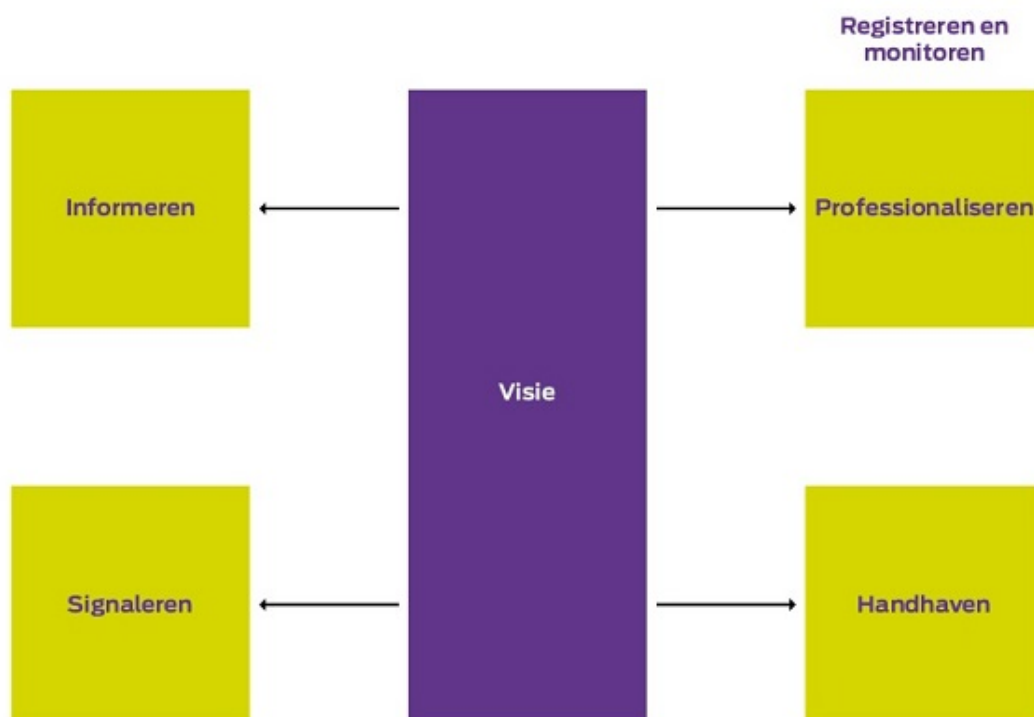 Registreren en
monitoren
Informeren
Professionaliseren
Visie
Signaleren
Handhaven